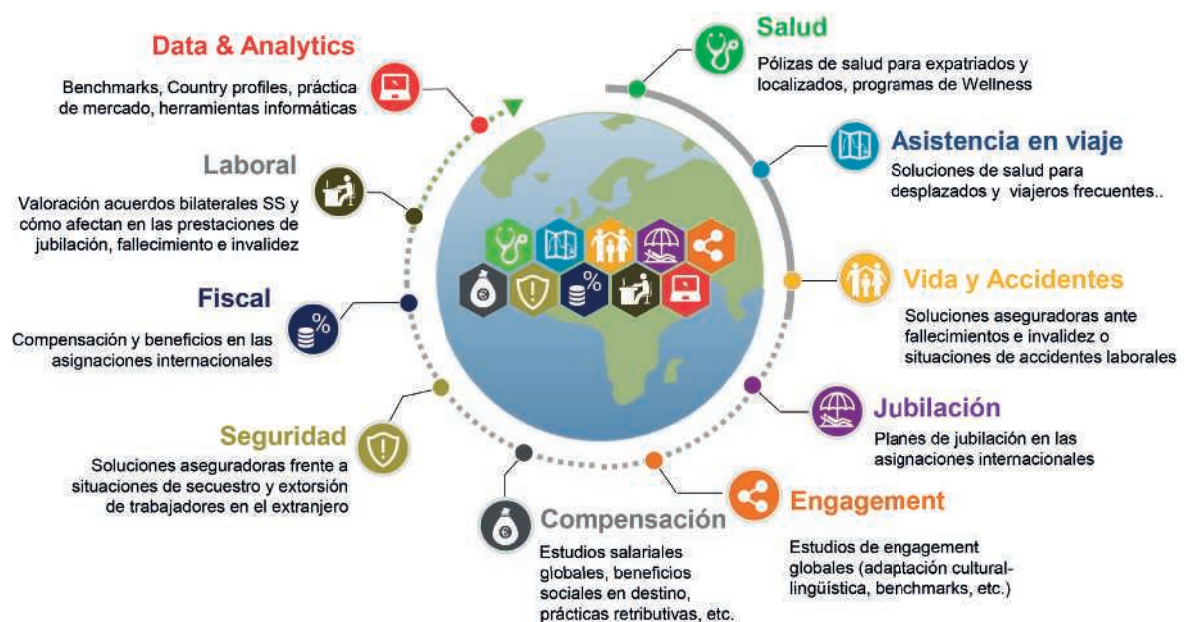 Salud
Pólizas de salud para expatriados y
localizados, programas de Wellness
Asistencia en viaje
Soluciones de salud para
desplazados y viajeros frecuentes..
Vida y Accidentes
Soluciones aseguradoras ante
fallecimientos e invalidez o
situaciones de accidentes laborales
Jubilación
Planes de jubilación en las
asignaciones internacionales
Engagement
Estudios de engagement
globales (adaptación cultural-
lingüística, benchmarks, etc.)
Compensación
Estudios salariales
globales, beneficios
sociales en destino,
prácticas retributivas, etc.
Seguridad
Soluciones aseguradoras frente a
situaciones de secuestro y extorsión
de trabajadores en el extranjero
Fiscal
Compensación y beneficios en las
asignaciones internacionales
Laboral
Valoración acuerdos bilaterales SS y
cómo afectan en las prestaciones de
jubilación, fallecimiento e invalidez
Data & Analytics
Benchmarks, Country profiles, práctica
de mercado, herramientas informáticas